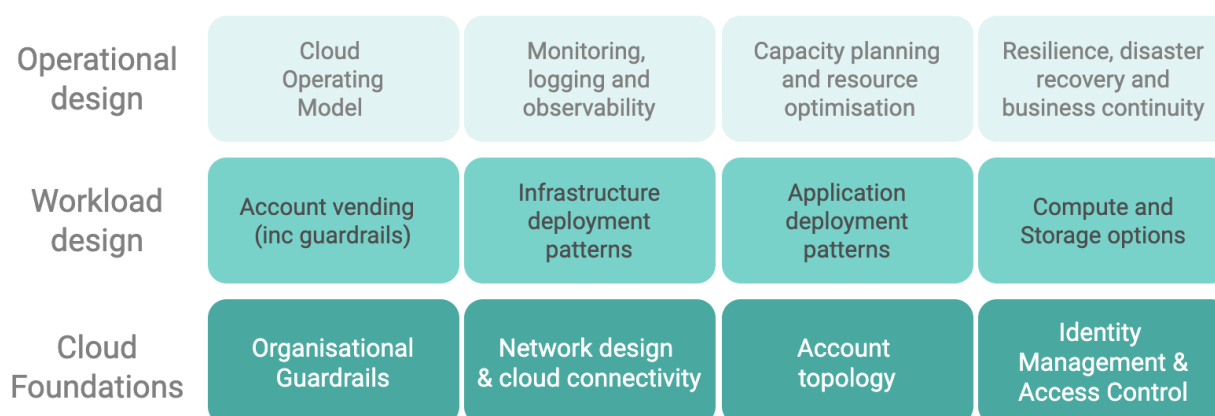 Operational
design
Cloud
Operating
Model
Monitoring,
logging and
observability
Capacity planning
and resource
optimisation
Resilience, disaster
recovery and
business continuity
Workload
design
Account vending
(inc guardrails)
Infrastructure
deployment
patterns
Application
deployment
patterns
Compute and
Storage options
Cloud
Foundations
Organisational
Guardrails
Network design
& cloud connectivity
Account
topology
Identity
Management &
Access Control